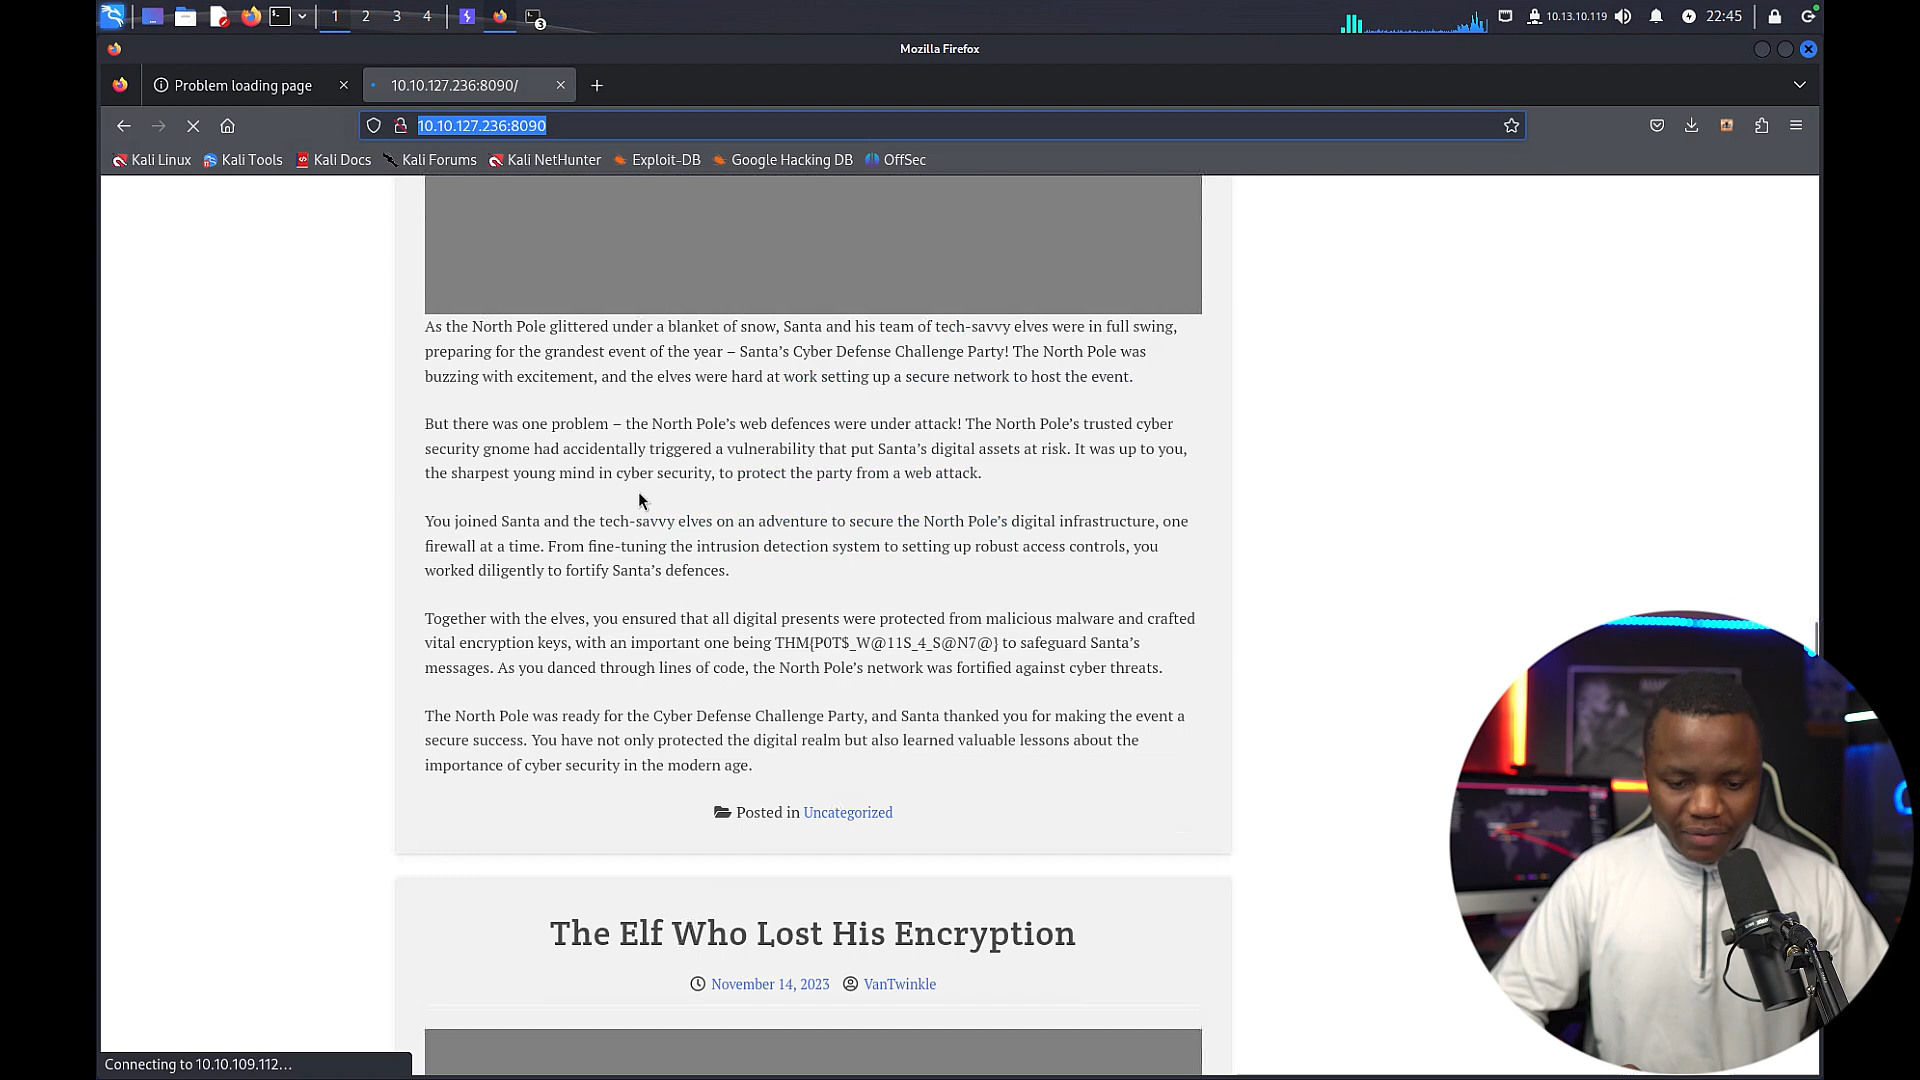 1
2
3
4
3
10.13.10.119
22:45
Mozilla Firefox
Problem loading page
10.10.127.236:8090/
10.10.127.236:8090
Kali Linux
Kali Tools
Kali Docs
Kali Forums
Kali NetHunter
Exploit-DB
Google Hacking DB
OffSec
As the North Pole glittered under a blanket of snow, Santa and his team of tech-savvy elves were in full swing,
preparing for the grandest event of the year – Santa’s Cyber Defense Challenge Party! The North Pole was
buzzing with excitement, and the elves were hard at work setting up a secure network to host the event.
But there was one problem – the North Pole’s web defences were under attack! The North Pole’s trusted cyber
security gnome had accidentally triggered a vulnerability that put Santa’s digital assets at risk. It was up to you,
the sharpest young mind in cyber security, to protect the party from a web attack.
You joined Santa and the tech-savvy elves on an adventure to secure the North Pole’s digital infrastructure, one
firewall at a time. From fine-tuning the intrusion detection system to setting up robust access controls, you
worked diligently to fortify Santa’s defences.
Together with the elves, you ensured that all digital presents were protected from malicious malware and crafted
vital encryption keys, with an important one being THM{P0T$_W@11S_4_S@N7@} to safeguard Santa’s
messages. As you danced through lines of code, the North Pole’s network was fortified against cyber threats.
The North Pole was ready for the Cyber Defense Challenge Party, and Santa thanked you for making the event a
secure success. You have not only protected the digital realm but also learned valuable lessons about the
importance of cyber security in the modern age.
Posted in Uncategorized
The Elf Who Lost His Encryption
November 14, 2023 VanTwinkle
Connecting to 10.10.109.112…